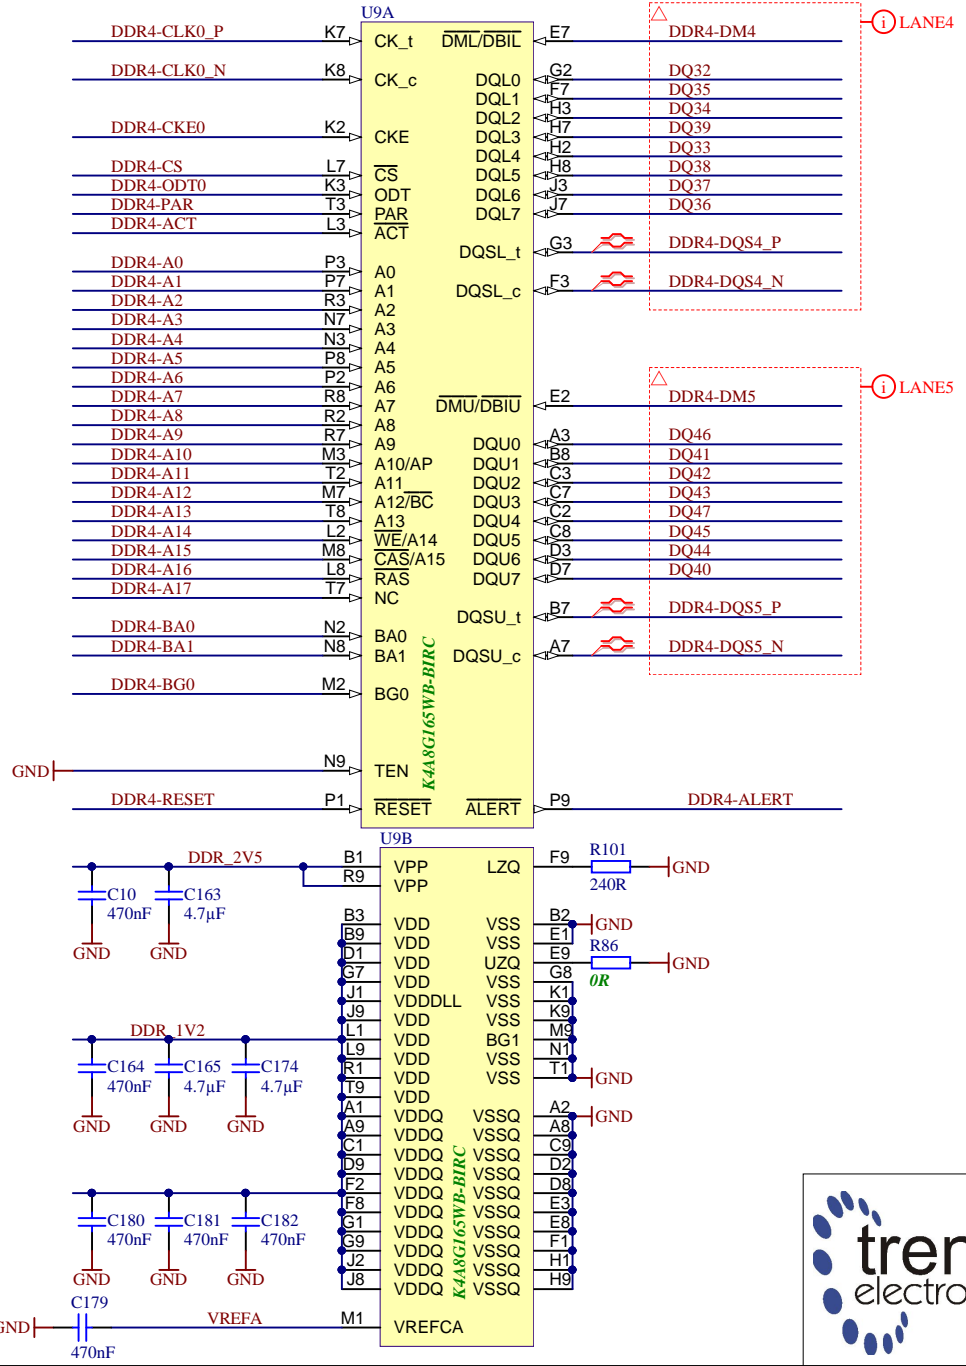 U9A
DDR4-CLK0_P K7 CK_t DML/DBIL E7 DDR4-DM4 i LANE4
DDR4-CLK0_N K8 CK_c DQL0 G2 DQ32
DQL1 F7 DQ35
DQL2 H3 DQ34
DDR4-CKE0 K2 CKE DQL3 H7 DQ39
DQL4 H2 DQ33
DDR4-CS L7 CS DQL5 H8 DQ38
DDR4-ODT0 K3 ODT DQL6 J3 DQ37
DDR4-PAR T3 PAR DQL7 J7 DQ36
DDR4-ACT L3 ACT
DQSL_t G3 DDR4-DQS4_P
DDR4-A0 P3 A0
DDR4-A1 P7 A1 DQSL_c F3 DDR4-DQS4_N
DDR4-A2 R3 A2
DDR4-A3 N7 A3
DDR4-A4 N3 A4
DDR4-A5 P8 A5
DDR4-A6 P2 A6 i LANE5
DDR4-A7 R8 A7 DMU/DBIU E2 DDR4-DM5
DDR4-A8 R2 A8
DDR4-A9 R7 A9 DQU0 A3 DQ46
DDR4-A10 M3 A10/AP DQU1 B8 DQ41
DDR4-A11 T2 A11 DQU2 C3 DQ42
DDR4-A12 M7 A12/BC DQU3 C7 DQ43
DDR4-A13 T8 A13 DQU4 C2 DQ47
DDR4-A14 L2 WE/A14 DQU5 C8 DQ45
DDR4-A15 M8 CAS/A15 DQU6 D3 DQ44
DDR4-A16 L8 RAS DQU7 D7 DQ40
DDR4-A17 T7 NC
DQSU_t B7 DDR4-DQS5_P
DDR4-BA0 N2 BA0
DDR4-BA1 N8 BA1 DQSU_c A7 DDR4-DQS5_N
DDR4-BG0 M2 BG0
K4A8G165WB-BIRC
GND N9 TEN
DDR4-RESET P1 RESET ALERT P9 DDR4-ALERT
U9B
DDR_2V5 B1 VPP LZQ F9 R101 240R GND
R9 VPP
C10 470nF GND
C163 4.7µF GND
B3 VDD VSS B2 GND
B9 VDD VSS E1
D1 VDD UZQ E9 R86 0R GND
G7 VDD VSS G8
J1 VDDDLL VSS K1
J9 VDD VSS K9
DDR_1V2 L1 VDD BG1 M9
L9 VDD VSS N1
R1 VDD VSS T1 GND
T9 VDD
C164 470nF GND
C165 4.7µF GND
C174 4.7µF GND
A1 VDDQ VSSQ A2 GND
A9 VDDQ VSSQ A8
C1 VDDQ VSSQ C9
D9 VDDQ VSSQ D2
F2 VDDQ VSSQ D8
F8 VDDQ VSSQ E3
G1 VDDQ VSSQ E8
G9 VDDQ VSSQ F1
J2 VDDQ VSSQ H1
J8 VDDQ VSSQ H9
C180 470nF GND
C181 470nF GND
C182 470nF GND
K4A8G165WB-BIRC
GND C179 470nF VREFA M1 VREFCA
tren
electro